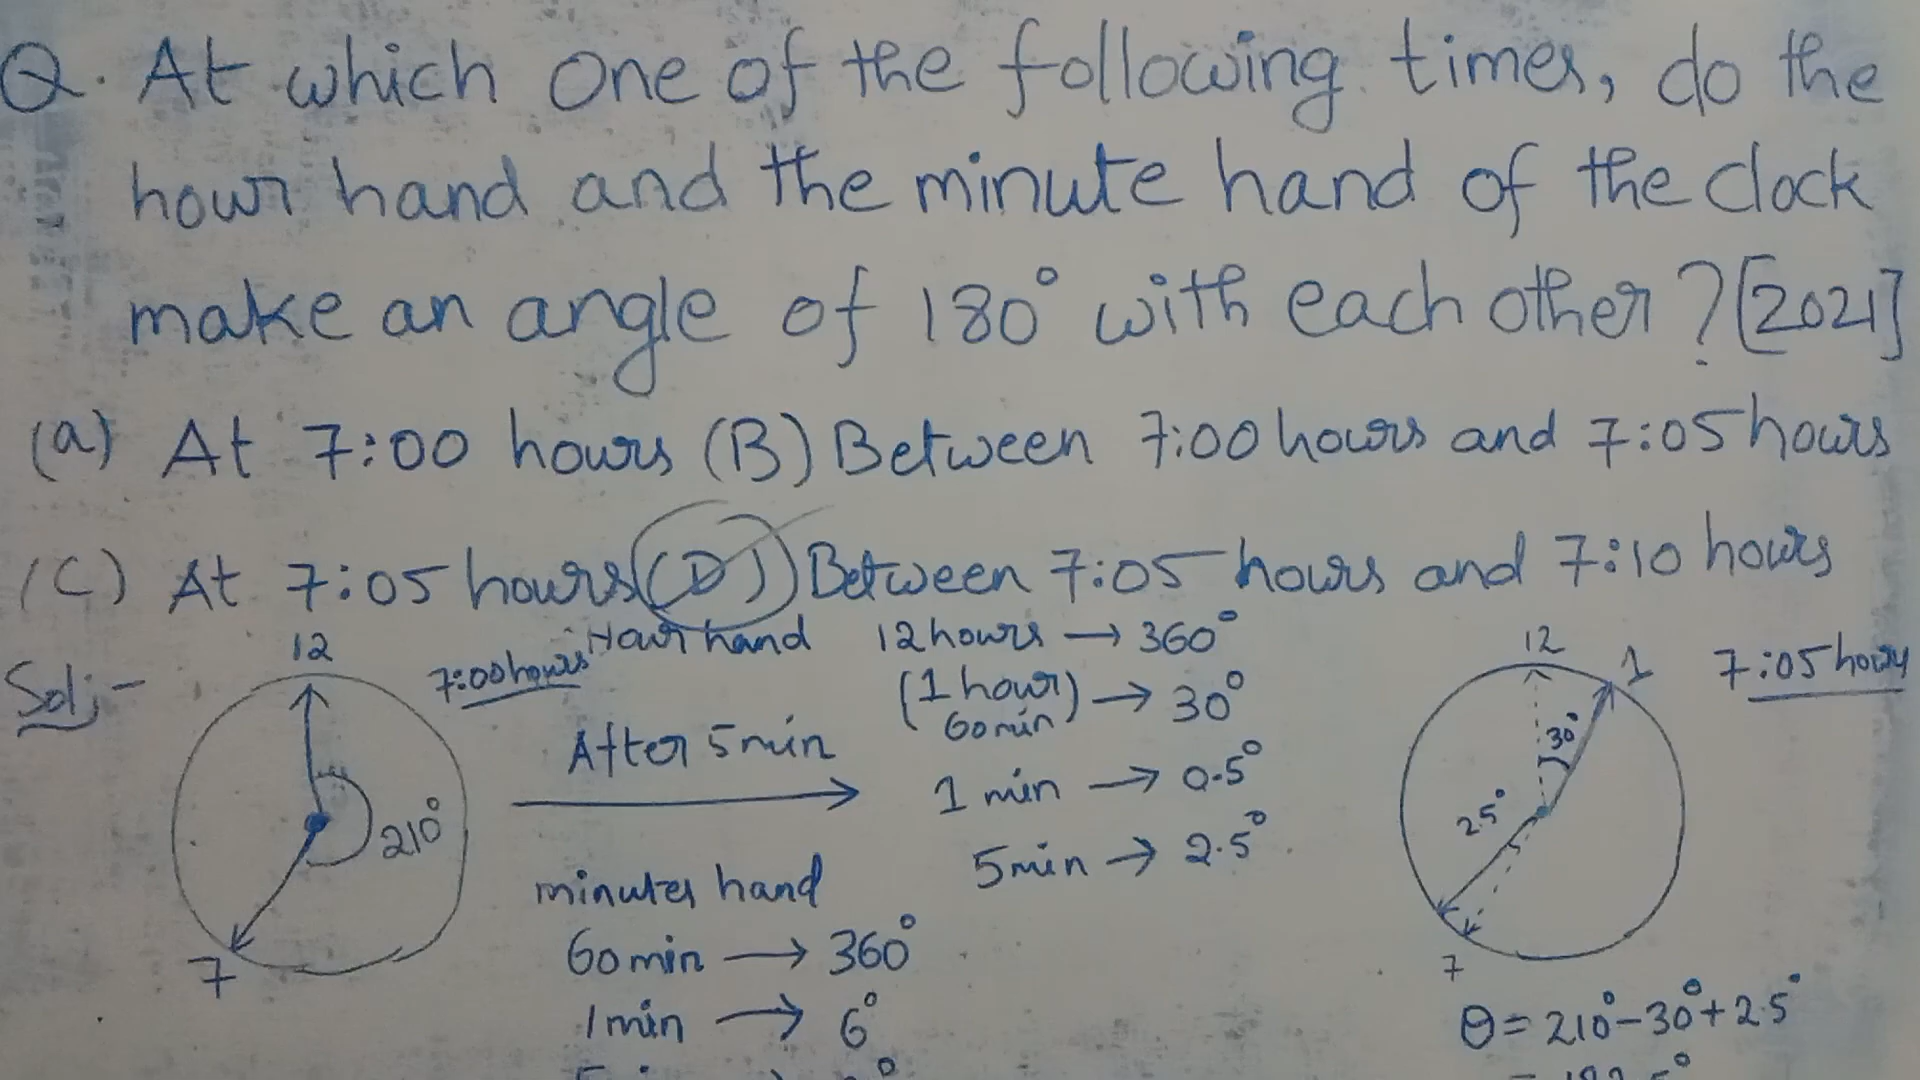 Q. At which one of the following times, do the
hour hand and the minute hand of the clock
make an angle of 180° with each other? [2021]
(a) At 7:00 hours (B) Between 7:00 hours and 7:05 hours
(C) At 7:05 hours (D) Between 7:05 hours and 7:10 hours
Sol:-
12
7:00 hours
210°
7
Hour hand 12 hours → 360°
(1 hour) → 30°
60 min
1 min → 0.5°
5 min → 2.5°
After 5 min
minutes hand
60 min → 360°
1 min → 6°
12
1
7:05 hours
30°
2.5°
7
θ = 210° - 30° + 2.5°